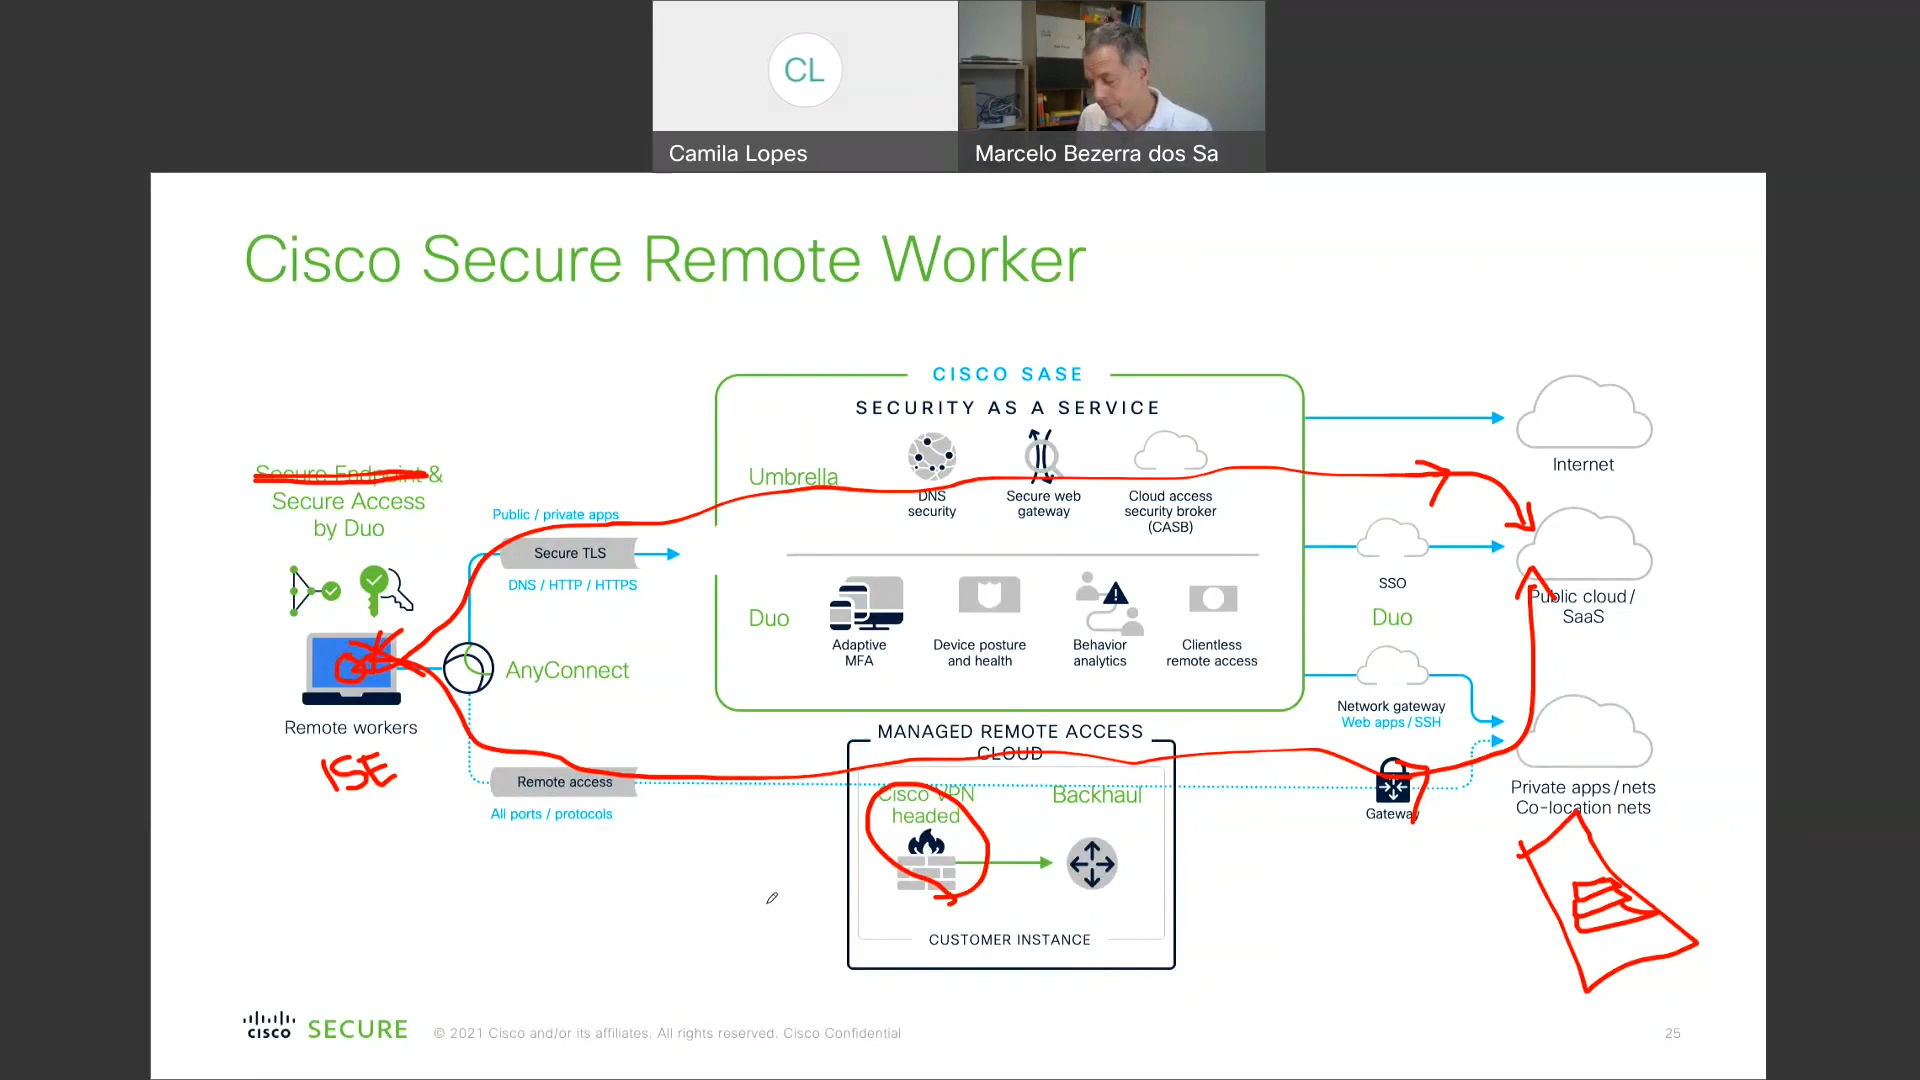 CL
Camila Lopes
Marcelo Bezerra dos Sa
Cisco Secure Remote Worker
CISCO SASE
SECURITY AS A SERVICE
Umbrella
DNS
security
Secure web
gateway
Cloud access
security broker
(CASB)
Duo
Adaptive
MFA
Device posture
and health
Behavior
analytics
Clientless
remote access
Secure Endpoint &
Secure Access
by Duo
Remote workers
ISE
Public / private apps
Secure TLS
DNS / HTTP / HTTPS
AnyConnect
Remote access
All ports / protocols
MANAGED REMOTE ACCESS
CLOUD
Cisco VPN
headed
Backhaul
CUSTOMER INSTANCE
SSO
Duo
Network gateway
Web apps / SSH
Gateway
Internet
Public cloud /
SaaS
Private apps / nets
Co-location nets
cisco SECURE
© 2021 Cisco and/or its affiliates. All rights reserved. Cisco Confidential
25